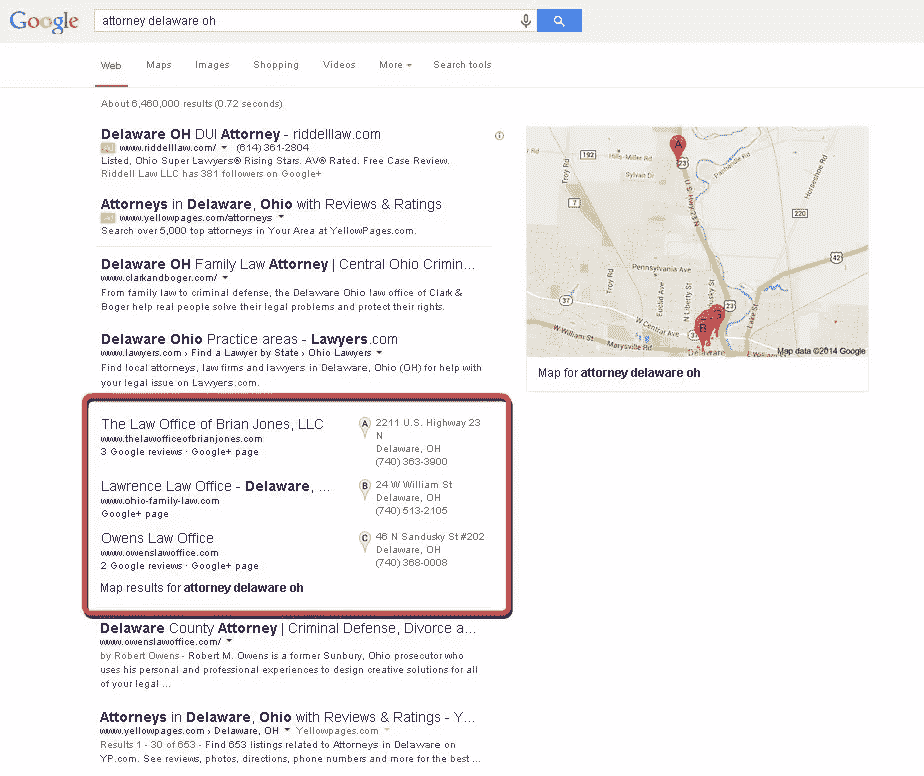 Google
attorney delaware oh
Web Maps Images Shopping Videos More Search tools
About 6,460,000 results (0.72 seconds)
Delaware OH DUI Attorney - riddelllaw.com
www.riddelllaw.com/ (614) 361-2804
Listed, Ohio Super Lawyers® Rising Stars. AV® Rated. Free Case Review.
Riddell Law LLC has 381 followers on Google+
Attorneys in Delaware, Ohio with Reviews & Ratings
www.yellowpages.com/attorneys
Search over 5,000 top attorneys in Your Area at YellowPages.com.
Delaware OH Family Law Attorney | Central Ohio Crimin...
www.clarkandboger.com/
From family law to criminal defense, the Delaware Ohio law office of Clark &
Boger help real people solve their legal problems and protect their rights.
Delaware Ohio Practice areas - Lawyers.com
www.lawyers.com › Find a Lawyer by State › Ohio Lawyers
Find local attorneys, law firms and lawyers in Delaware, Ohio (OH) for help with
your legal issue on Lawyers.com.
The Law Office of Brian Jones, LLC
www.thelawofficeofbrianjones.com
3 Google reviews · Google+ page
A
2211 U.S. Highway 23
N
Delaware, OH
(740) 363-3900
Lawrence Law Office - Delaware, ...
www.ohio-family-law.com
Google+ page
B
24 W William St
Delaware, OH
(740) 513-2105
Owens Law Office
www.owenslawoffice.com
2 Google reviews · Google+ page
C
46 N Sandusky St #202
Delaware, OH
(740) 368-0008
Map results for attorney delaware oh
Delaware County Attorney | Criminal Defense, Divorce a...
www.owenslawoffice.com/
by Robert Owens - Robert M. Owens is a former Sunbury, Ohio prosecutor who
uses his personal and professional experiences to design creative solutions for all
of your legal ...
Attorneys in Delaware, Ohio with Reviews & Ratings - Y...
www.yellowpages.com › Delaware, OH Yellowpages.com
Results 1 - 30 of 653 - Find 653 listings related to Attorneys in Delaware on
YP.com. See reviews, photos, directions, phone numbers and more for the best ...
192
Hills-Miller Rd
A
23
Panhandle Rd
Troy Rd
Sylvan Dr
7
U.S. Hwy 23 N
Horseshoe Rd
220
42
Pennsylvania Ave
Troy Rd
37
Euclid Ave
N Liberty St
23
Lake St
W Central Ave
B
G
W William St
37
Marysville Rd
Delaware
E William St
Map data ©2014 Google
Map for attorney delaware oh